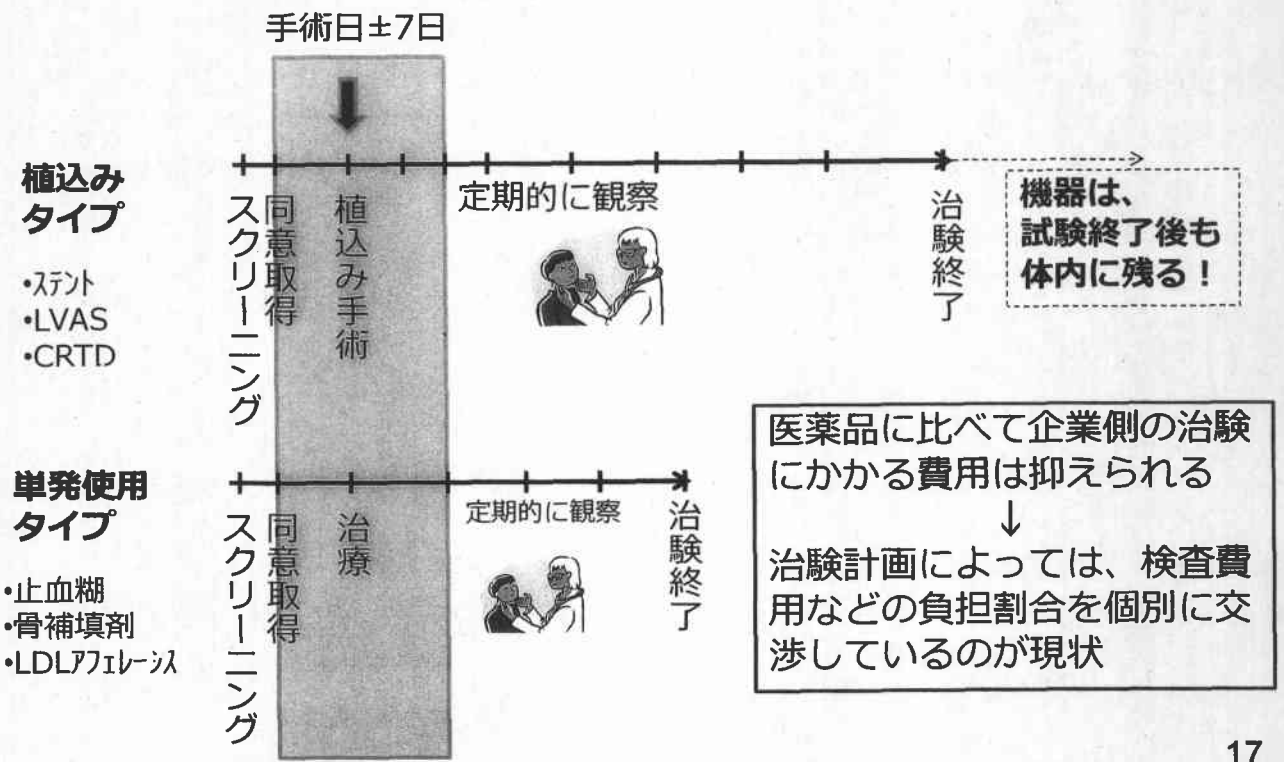 手術日±7日
植込み
タイプ
・ｽﾃﾝﾄ
・LVAS
・CRTD
スクリーニング
同意取得
植込み手術
定期的に観察
治験終了
機器は、
試験終了後も
体内に残る！
単発使用
タイプ
・止血糊
・骨補填剤
・LDLｱﾌｪﾚｰｼｽ
スクリーニング
同意取得
治療
定期的に観察
治験終了
医薬品に比べて企業側の治験
にかかる費用は抑えられる
↓
治験計画によっては、検査費
用などの負担割合を個別に交
渉しているのが現状
17